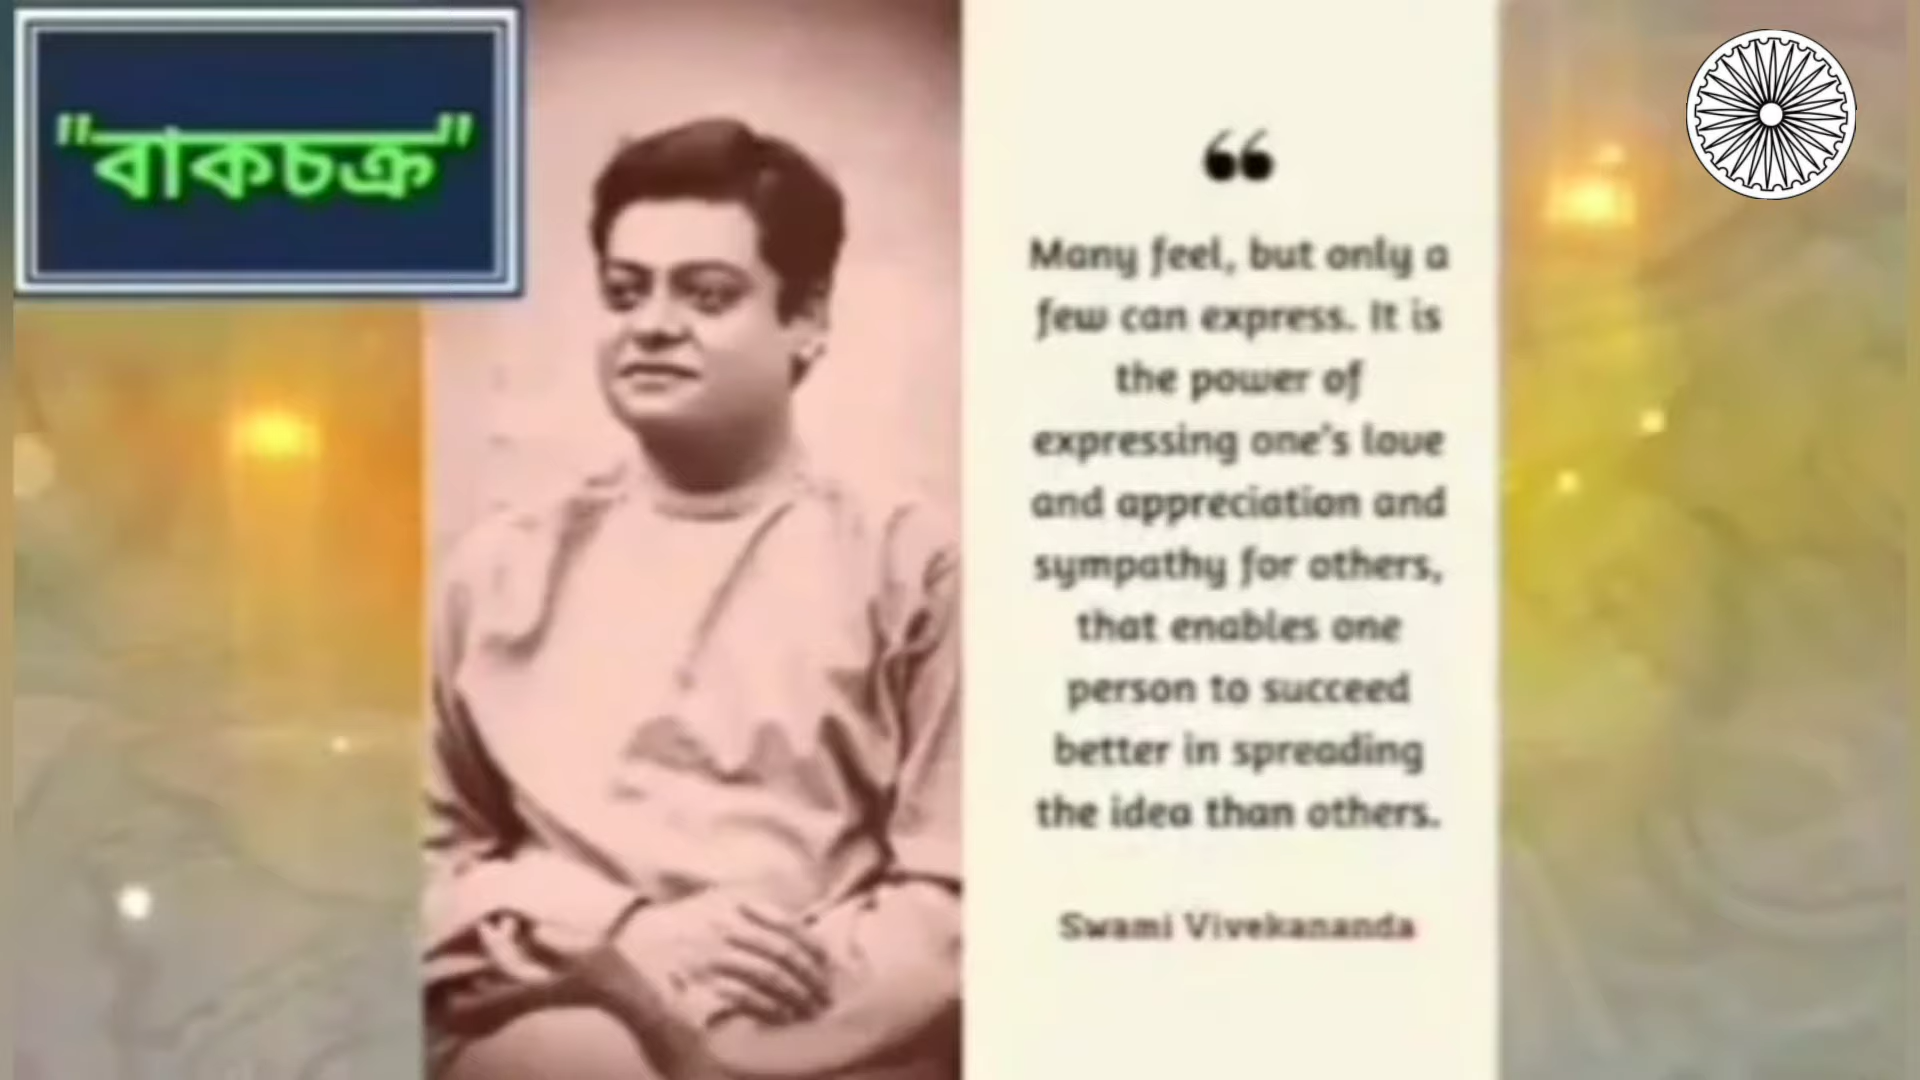 "বাকচক্র"
Many feel, but only a
few can express. It is
the power of
expressing one's love
and appreciation and
sympathy for others,
that enables one
person to succeed
better in spreading
the idea than others.
Swami Vivekananda